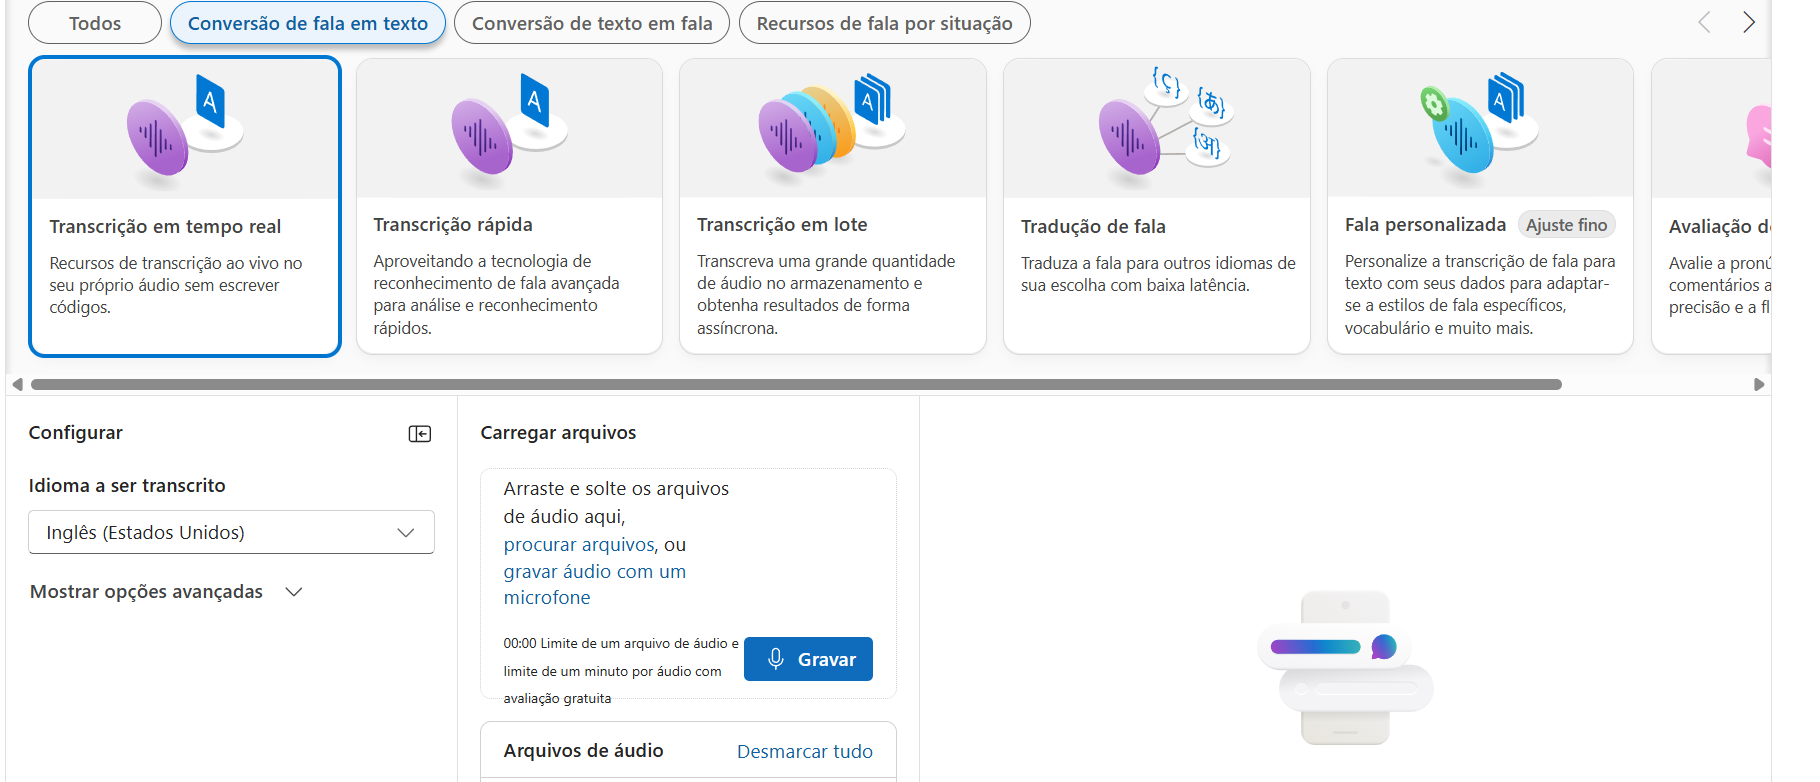 Todos
Conversão de fala em texto
Conversão de texto em fala
Recursos de fala por situação
A
A
A
{ç}
{あ}
{अ}
A
Transcrição em tempo real
Recursos de transcrição ao vivo no
seu próprio áudio sem escrever
códigos.
Transcrição rápida
Aproveitando a tecnologia de
reconhecimento de fala avançada
para análise e reconhecimento
rápidos.
Transcrição em lote
Transcreva uma grande quantidade
de áudio no armazenamento e
obtenha resultados de forma
assíncrona.
Tradução de fala
Traduza a fala para outros idiomas de
sua escolha com baixa latência.
Fala personalizada
Ajuste fino
Personalize a transcrição de fala para
texto com seus dados para adaptar-
se a estilos de fala específicos,
vocabulário e muito mais.
Avaliação
Avalie a
comentários
precisão e a
Configurar
Idioma a ser transcrito
Inglês (Estados Unidos)
Mostrar opções avançadas
Carregar arquivos
Arraste e solte os arquivos
de áudio aqui,
procurar arquivos, ou
gravar áudio com um
microfone
00:00 Limite de um arquivo de áudio e
limite de um minuto por áudio com
avaliação gratuita
Gravar
Arquivos de áudio
Desmarcar tudo